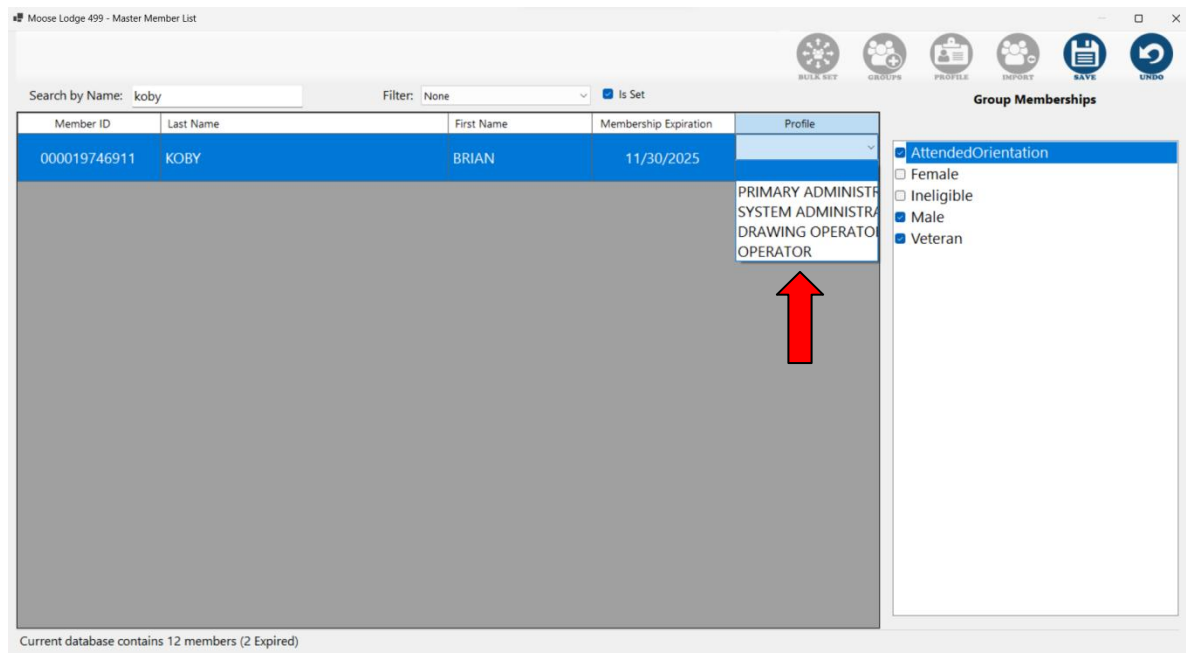 Moose Lodge 499 - Master Member List
BULK SET GROUPS PROFILE IMPORT SAVE UNDO
Search by Name: koby Filter: None Is Set
Group Memberships
Member ID Last Name First Name Membership Expiration Profile
000019746911 KOBY BRIAN 11/30/2025
PRIMARY ADMINISTR
SYSTEM ADMINISTRA
DRAWING OPERATO
OPERATOR
AttendedOrientation
Female
Ineligible
Male
Veteran
Current database contains 12 members (2 Expired)